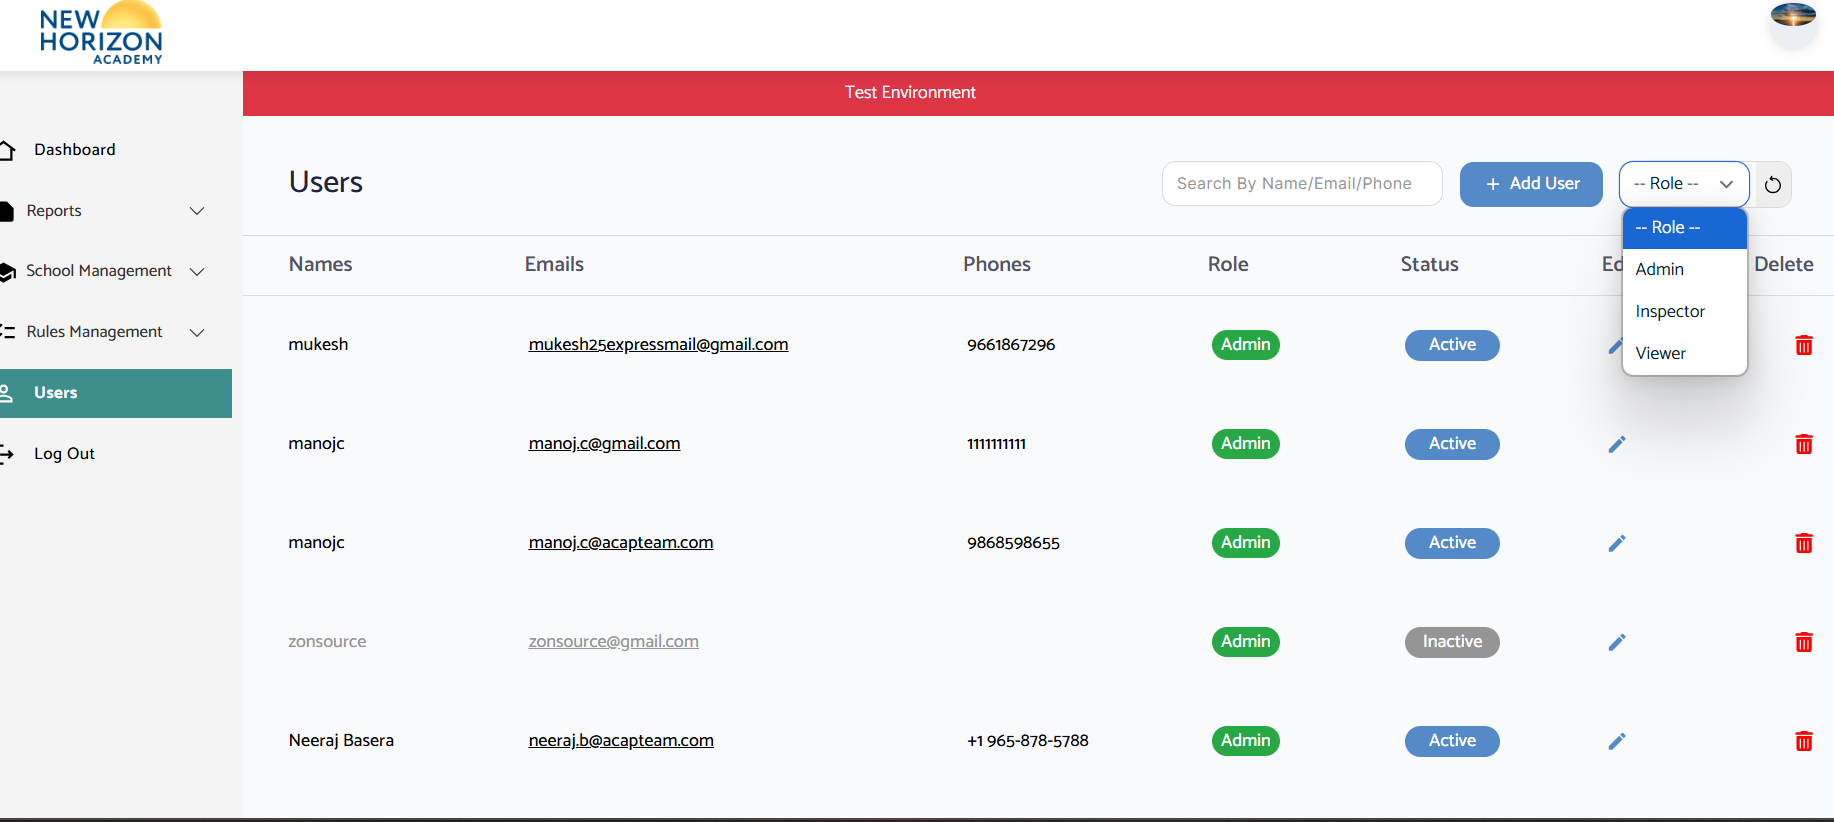 NEW
HORIZON
ACADEMY
Test Environment
Dashboard
Reports
School Management
Rules Management
Users
Log Out
Users
Search By Name/Email/Phone
+ Add User
-- Role --
-- Role --
Admin
Inspector
Viewer
Names Emails Phones Role Status Ed Delete
mukesh mukesh25expressmail@gmail.com 9661867296 Admin Active
manojc manoj.c@gmail.com 1111111111 Admin Active
manojc manoj.c@acapteam.com 9868598655 Admin Active
zonsource zonsource@gmail.com Admin Inactive
Neeraj Basera neeraj.b@acapteam.com +1 965-878-5788 Admin Active